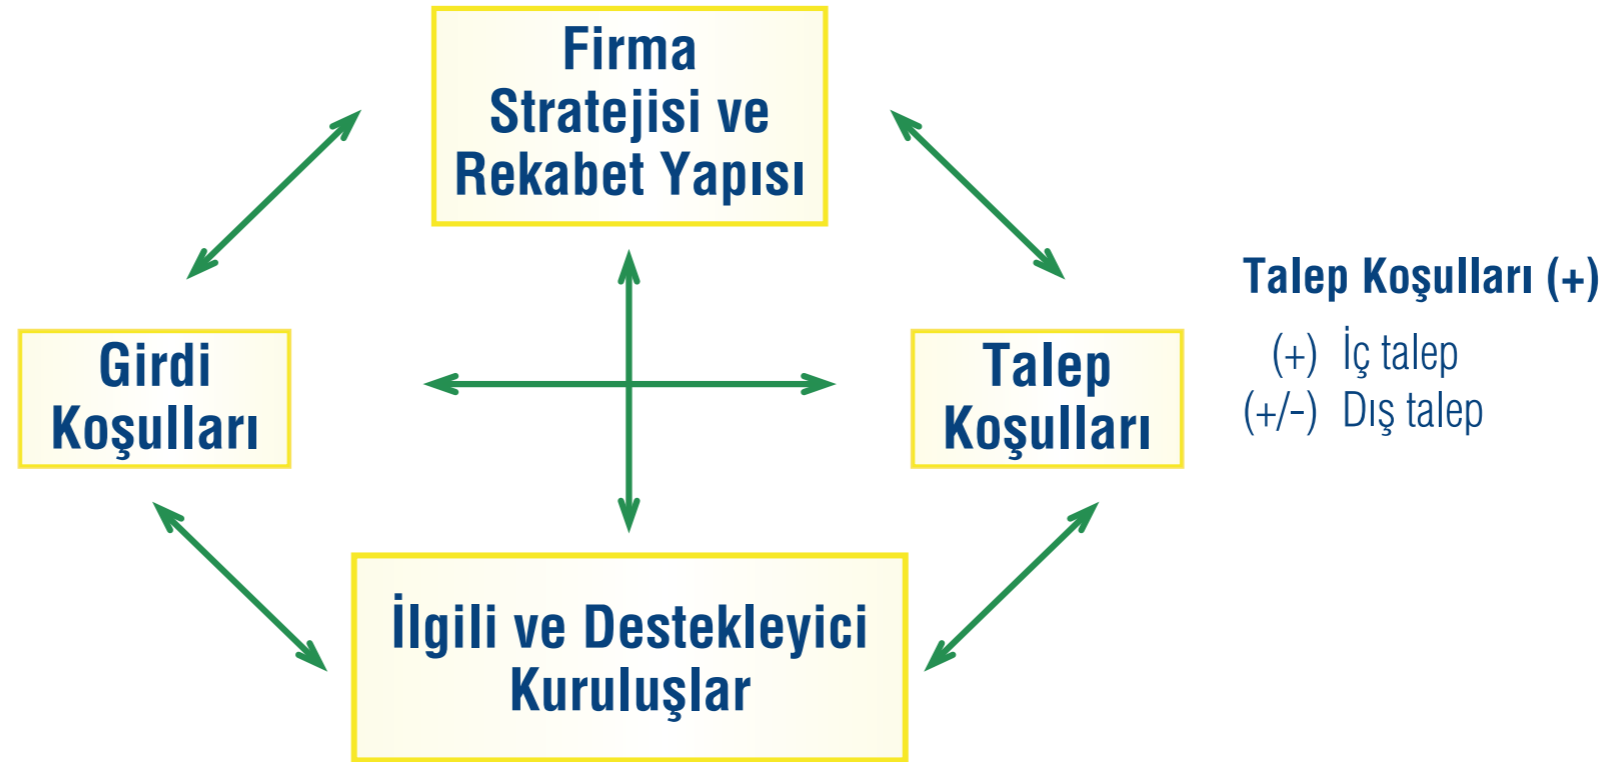 Firma
Stratejisi ve
Rekabet Yapısı
Girdi
Koşulları
Talep
Koşulları
Talep Koşulları (+)
(+) İç talep
(+/-) Dış talep
İlgili ve Destekleyici
Kuruluşlar